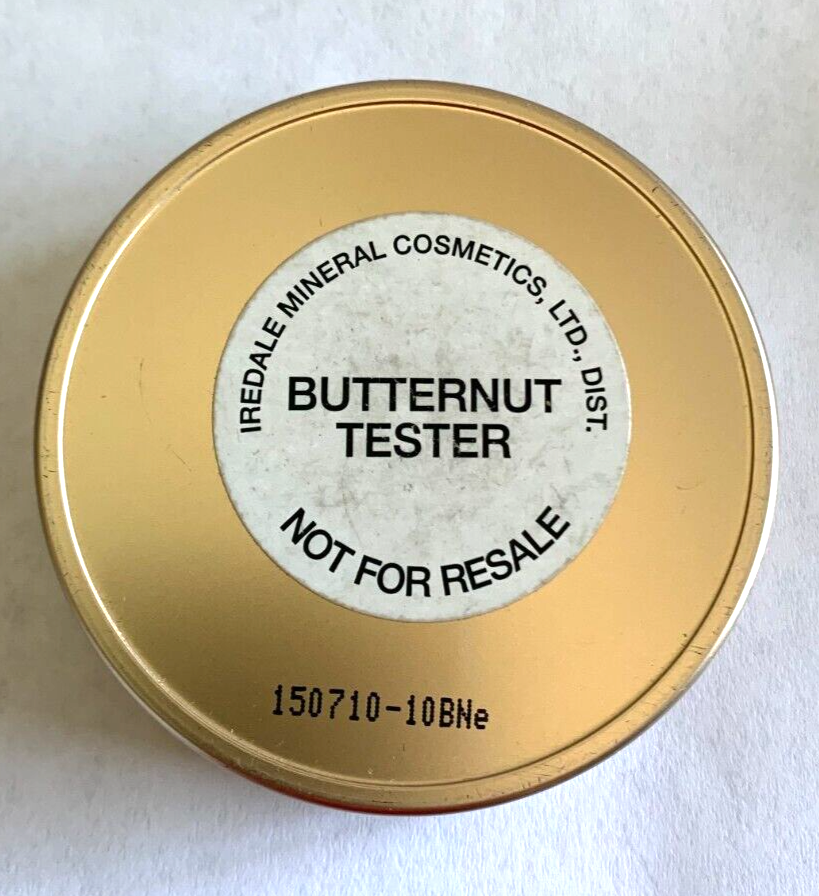 IREDALE MINERAL COSMETICS, LTD., DIST.
BUTTERNUT
TESTER
NOT FOR RESALE
150710-10BNe